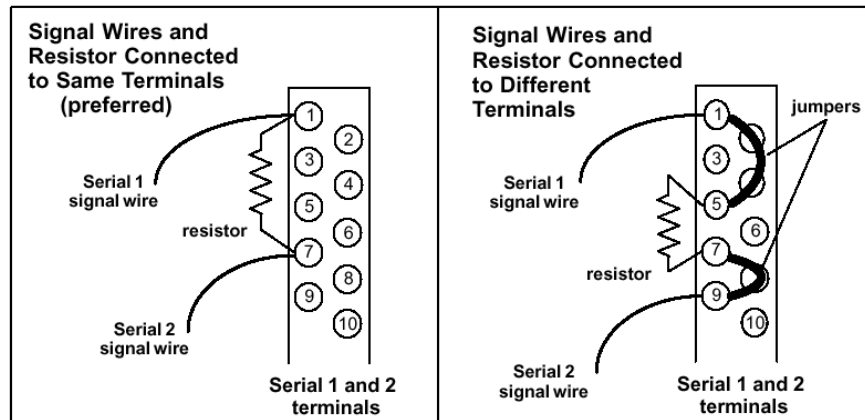 Signal Wires and
Resistor Connected
to Same Terminals
(preferred)
1
2
3
4
5
6
7
8
9
10
Serial 1
signal wire
resistor
Serial 2
signal wire
Serial 1 and 2
terminals
Signal Wires and
Resistor Connected
to Different
Terminals
jumpers
1
3
5
6
7
9
10
Serial 1
signal wire
resistor
Serial 2
signal wire
Serial 1 and 2
terminals